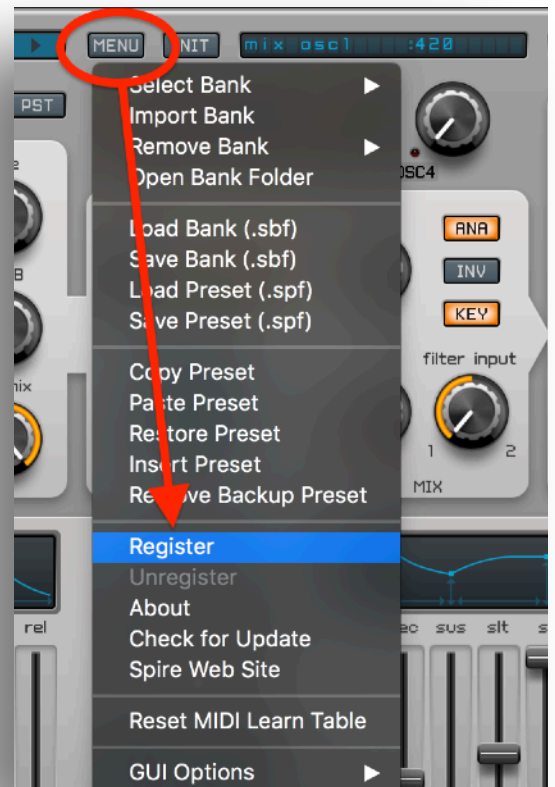 MENU INIT mix osc1 :420
PST
Select Bank
Import Bank
Remove Bank
Open Bank Folder
OSC4
Load Bank (.sbf)
ANA
Save Bank (.sbf)
INV
Load Preset (.spf)
Save Preset (.spf)
KEY
filter input
Copy Preset
Paste Preset
Restore Preset
Insert Preset
1 2
Remove Backup Preset
MIX
Register
Unregister
About
rel sus slt
Check for Update
Spire Web Site
Reset MIDI Learn Table
GUI Options